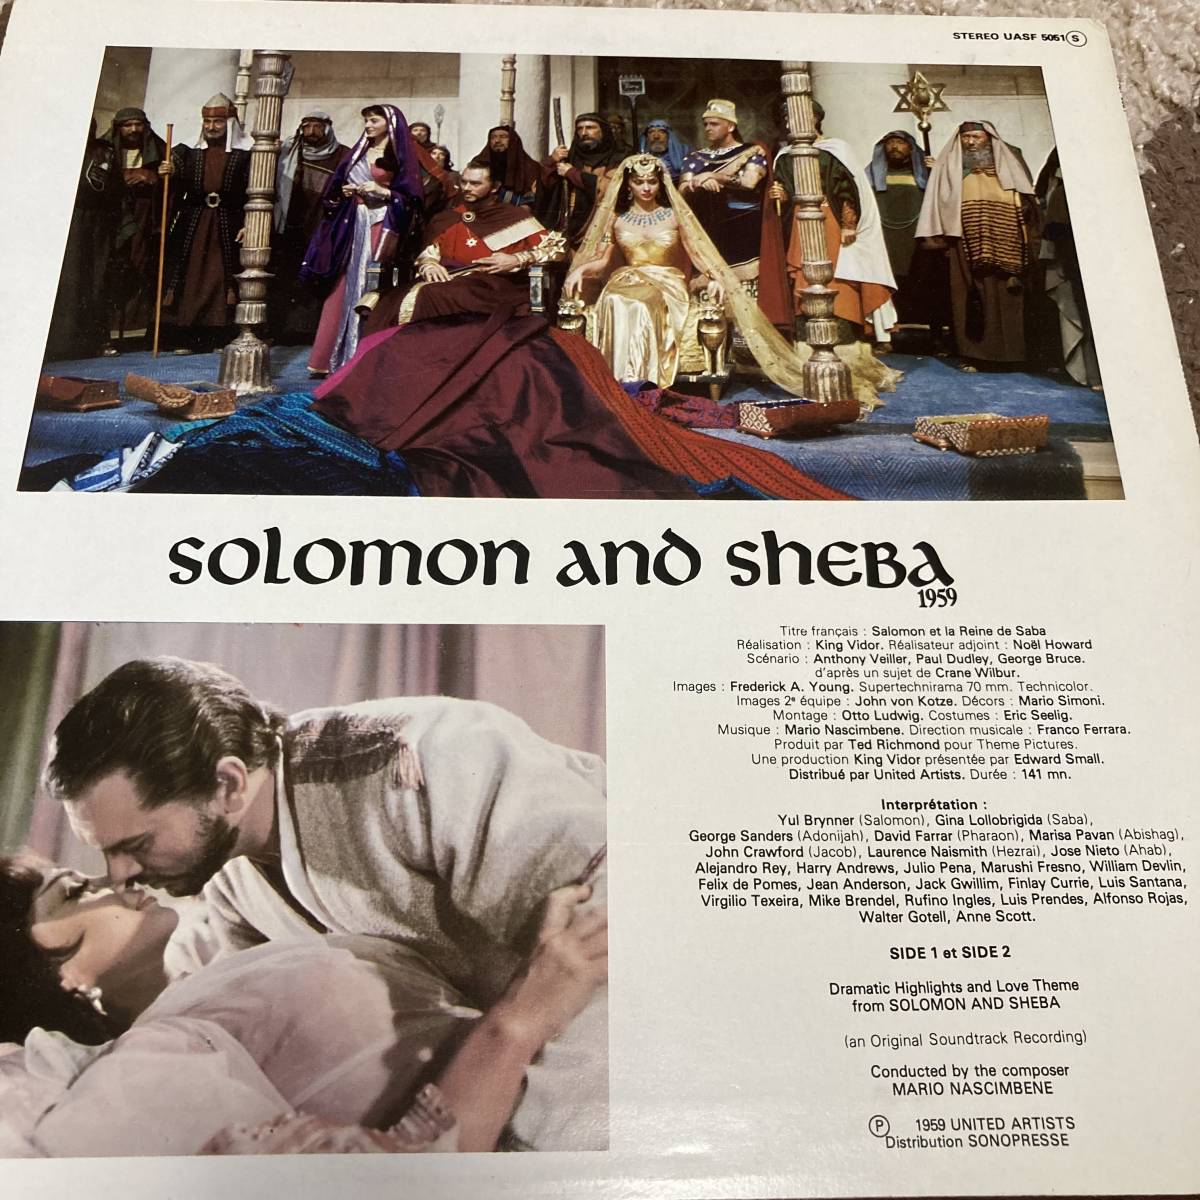 STEREO UASF 5051 S
SOLOMON AND SHEBA
1959
Titre français : Salomon et la Reine de Saba
Réalisation : King Vidor. Réalisateur adjoint : Noël Howard
Scénario : Anthony Veiller, Paul Dudley, George Bruce.
d'après un sujet de Crane Wilbur.
Images : Frederick A. Young. Supertechnirama 70 mm. Technicolor.
Images 2e équipe : John von Kotze. Décors : Mario Simoni.
Montage : Otto Ludwig. Costumes : Eric Seelig.
Musique : Mario Nascimbene. Direction musicale : Franco Ferrara.
Produit par Ted Richmond pour Theme Pictures.
Une production King Vidor présentée par Edward Small.
Distribué par United Artists. Durée : 141 mn.
Interprétation :
Yul Brynner (Salomon), Gina Lollobrigida (Saba),
George Sanders (Adonijah), David Farrar (Pharaon), Marisa Pavan (Abishag),
John Crawford (Jacob), Laurence Naismith (Hezrai), Jose Nieto (Ahab),
Alejandro Rey, Harry Andrews, Julio Pena, Marushi Fresno, William Devlin,
Felix de Pomes, Jean Anderson, Jack Gwillim, Finlay Currie, Luis Santana,
Virgilio Texeira, Mike Brendel, Rufino Ingles, Luis Prendes, Alfonso Rojas,
Walter Gotell, Anne Scott.
SIDE 1 et SIDE 2
Dramatic Highlights and Love Theme
from SOLOMON AND SHEBA
(an Original Soundtrack Recording)
Conducted by the composer
MARIO NASCIMBENE
Ⓟ 1959 UNITED ARTISTS
Distribution SONOPRESSE